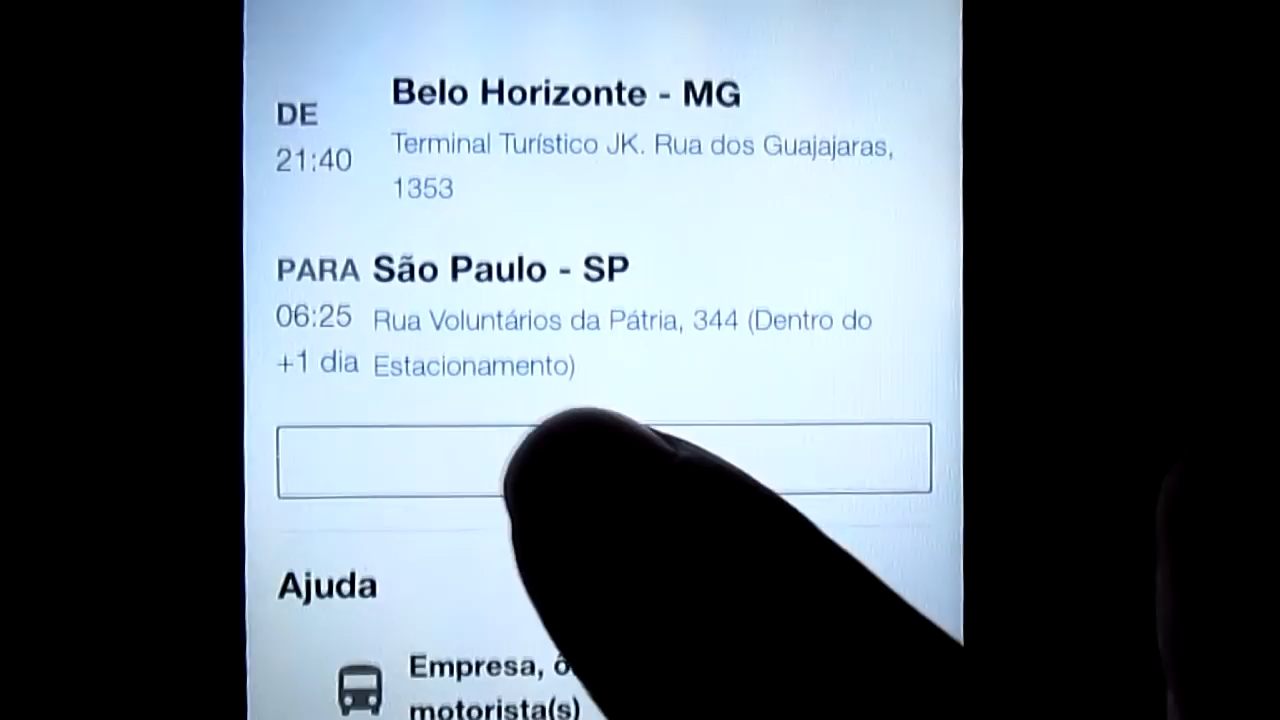 DE
21:40
Belo Horizonte - MG
Terminal Turístico JK. Rua dos Guajajaras,
1353
PARA
06:25
+1 dia
São Paulo - SP
Rua Voluntários da Pátria, 344 (Dentro do
Estacionamento)
Ajuda
Empresa,
motorista(s)